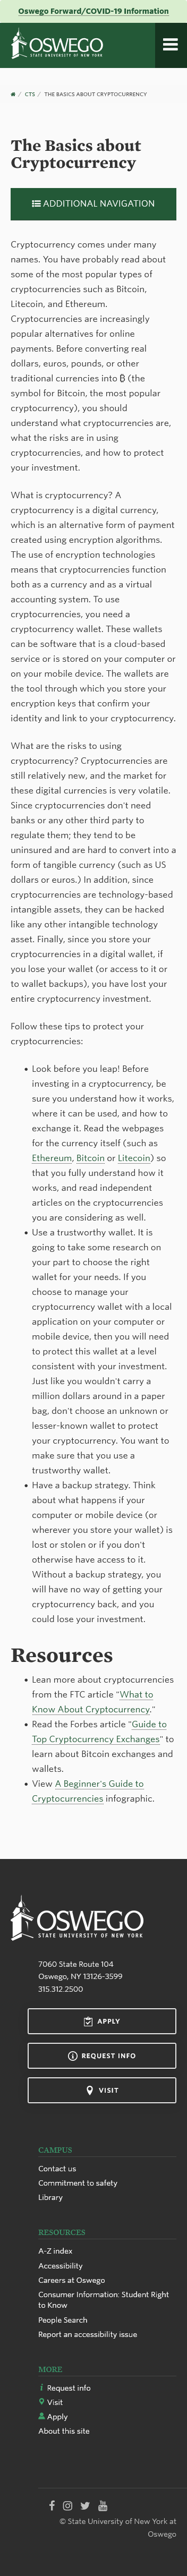 Oswego Forward/COVID-19 Information
OSWEGO
STATE UNIVERSITY OF NEW YORK
/ CTS / THE BASICS ABOUT CRYPTOCURRENCY
The Basics about
Cryptocurrency
ADDITIONAL NAVIGATION
Cryptocurrency comes under many
names. You have probably read about
some of the most popular types of
cryptocurrencies such as Bitcoin,
Litecoin, and Ethereum.
Cryptocurrencies are increasingly
popular alternatives for online
payments. Before converting real
dollars, euros, pounds, or other
traditional currencies into ₿ (the
symbol for Bitcoin, the most popular
cryptocurrency), you should
understand what cryptocurrencies are,
what the risks are in using
cryptocurrencies, and how to protect
your investment.
What is cryptocurrency? A
cryptocurrency is a digital currency,
which is an alternative form of payment
created using encryption algorithms.
The use of encryption technologies
means that cryptocurrencies function
both as a currency and as a virtual
accounting system. To use
cryptocurrencies, you need a
cryptocurrency wallet. These wallets
can be software that is a cloud-based
service or is stored on your computer or
on your mobile device. The wallets are
the tool through which you store your
encryption keys that confirm your
identity and link to your cryptocurrency.
What are the risks to using
cryptocurrency? Cryptocurrencies are
still relatively new, and the market for
these digital currencies is very volatile.
Since cryptocurrencies don't need
banks or any other third party to
regulate them; they tend to be
uninsured and are hard to convert into a
form of tangible currency (such as US
dollars or euros.) In addition, since
cryptocurrencies are technology-based
intangible assets, they can be hacked
like any other intangible technology
asset. Finally, since you store your
cryptocurrencies in a digital wallet, if
you lose your wallet (or access to it or
to wallet backups), you have lost your
entire cryptocurrency investment.
Follow these tips to protect your
cryptocurrencies:
• Look before you leap! Before
investing in a cryptocurrency, be
sure you understand how it works,
where it can be used, and how to
exchange it. Read the webpages
for the currency itself (such as
Ethereum, Bitcoin or Litecoin) so
that you fully understand how it
works, and read independent
articles on the cryptocurrencies
you are considering as well.
• Use a trustworthy wallet. It is
going to take some research on
your part to choose the right
wallet for your needs. If you
choose to manage your
cryptocurrency wallet with a local
application on your computer or
mobile device, then you will need
to protect this wallet at a level
consistent with your investment.
Just like you wouldn't carry a
million dollars around in a paper
bag, don't choose an unknown or
lesser-known wallet to protect
your cryptocurrency. You want to
make sure that you use a
trustworthy wallet.
• Have a backup strategy. Think
about what happens if your
computer or mobile device (or
wherever you store your wallet) is
lost or stolen or if you don't
otherwise have access to it.
Without a backup strategy, you
will have no way of getting your
cryptocurrency back, and you
could lose your investment.
Resources
• Learn more about cryptocurrencies
from the FTC article "What to
Know About Cryptocurrency."
• Read the Forbes article "Guide to
Top Cryptocurrency Exchanges" to
learn about Bitcoin exchanges and
wallets.
• View A Beginner's Guide to
Cryptocurrencies infographic.
OSWEGO
STATE UNIVERSITY OF NEW YORK
7060 State Route 104
Oswego, NY 13126-3599
315.312.2500
APPLY
REQUEST INFO
VISIT
CAMPUS
Contact us
Commitment to safety
Library
RESOURCES
A-Z index
Accessibility
Careers at Oswego
Consumer Information: Student Right
to Know
People Search
Report an accessibility issue
MORE
Request info
Visit
Apply
About this site
© State University of New York at
Oswego